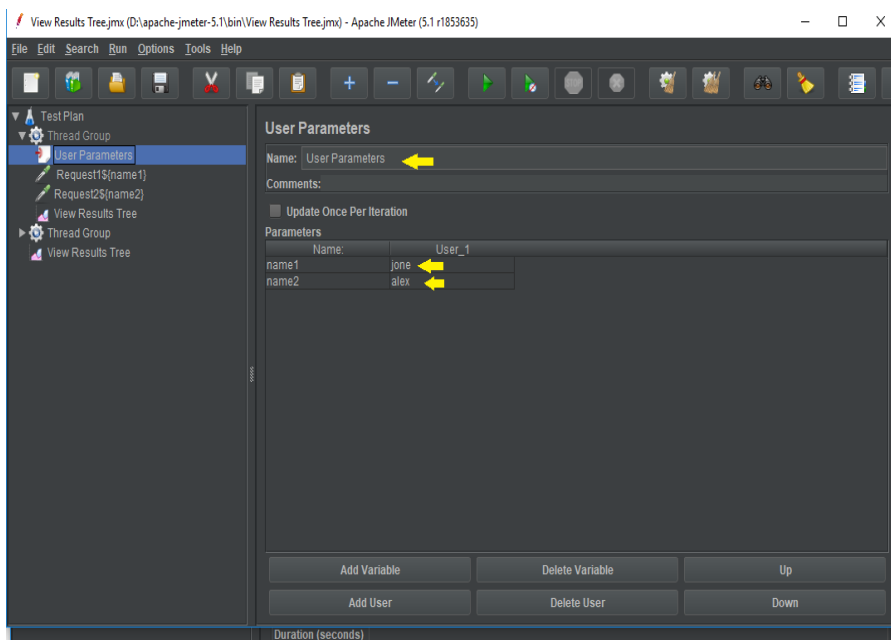 View Results Tree.jmx (D:\apache-jmeter-5.1\bin\View Results Tree.jmx) - Apache JMeter (5.1 r1853635)
File Edit Search Run Options Tools Help
Test Plan
Thread Group
User Parameters
Request1${name1}
Request2${name2}
View Results Tree
Thread Group
View Results Tree
User Parameters
Name: User Parameters
Comments:
Update Once Per Iteration
Parameters
Name: User_1
name1 jone
name2 alex
Add Variable Delete Variable Up
Add User Delete User Down
Duration (seconds)